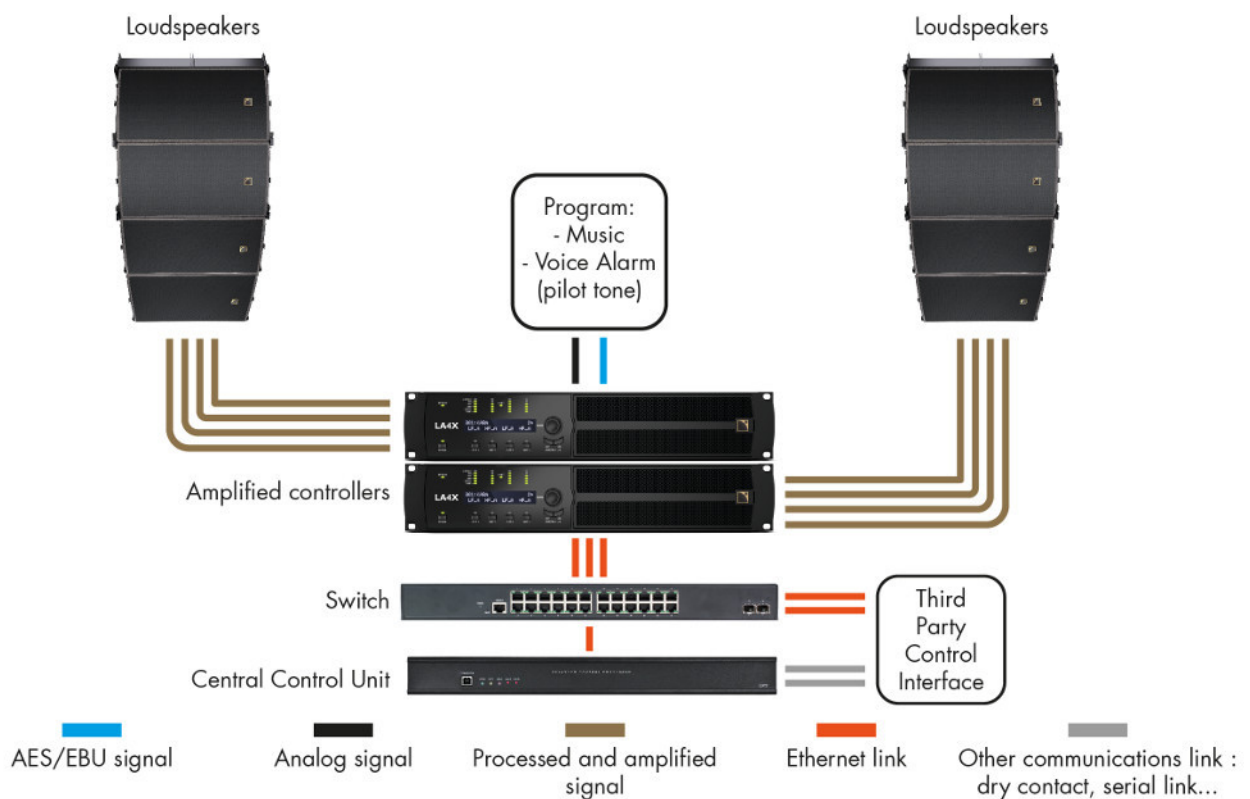 Loudspeakers
Loudspeakers
Program:
- Music
- Voice Alarm
(pilot tone)
LA4X
Amplified controllers
LA4X
Switch
Third
Party
Control
Interface
Central Control Unit
AES/EBU signal
Analog signal
Processed and amplified
signal
Ethernet link
Other communications link :
dry contact, serial link...